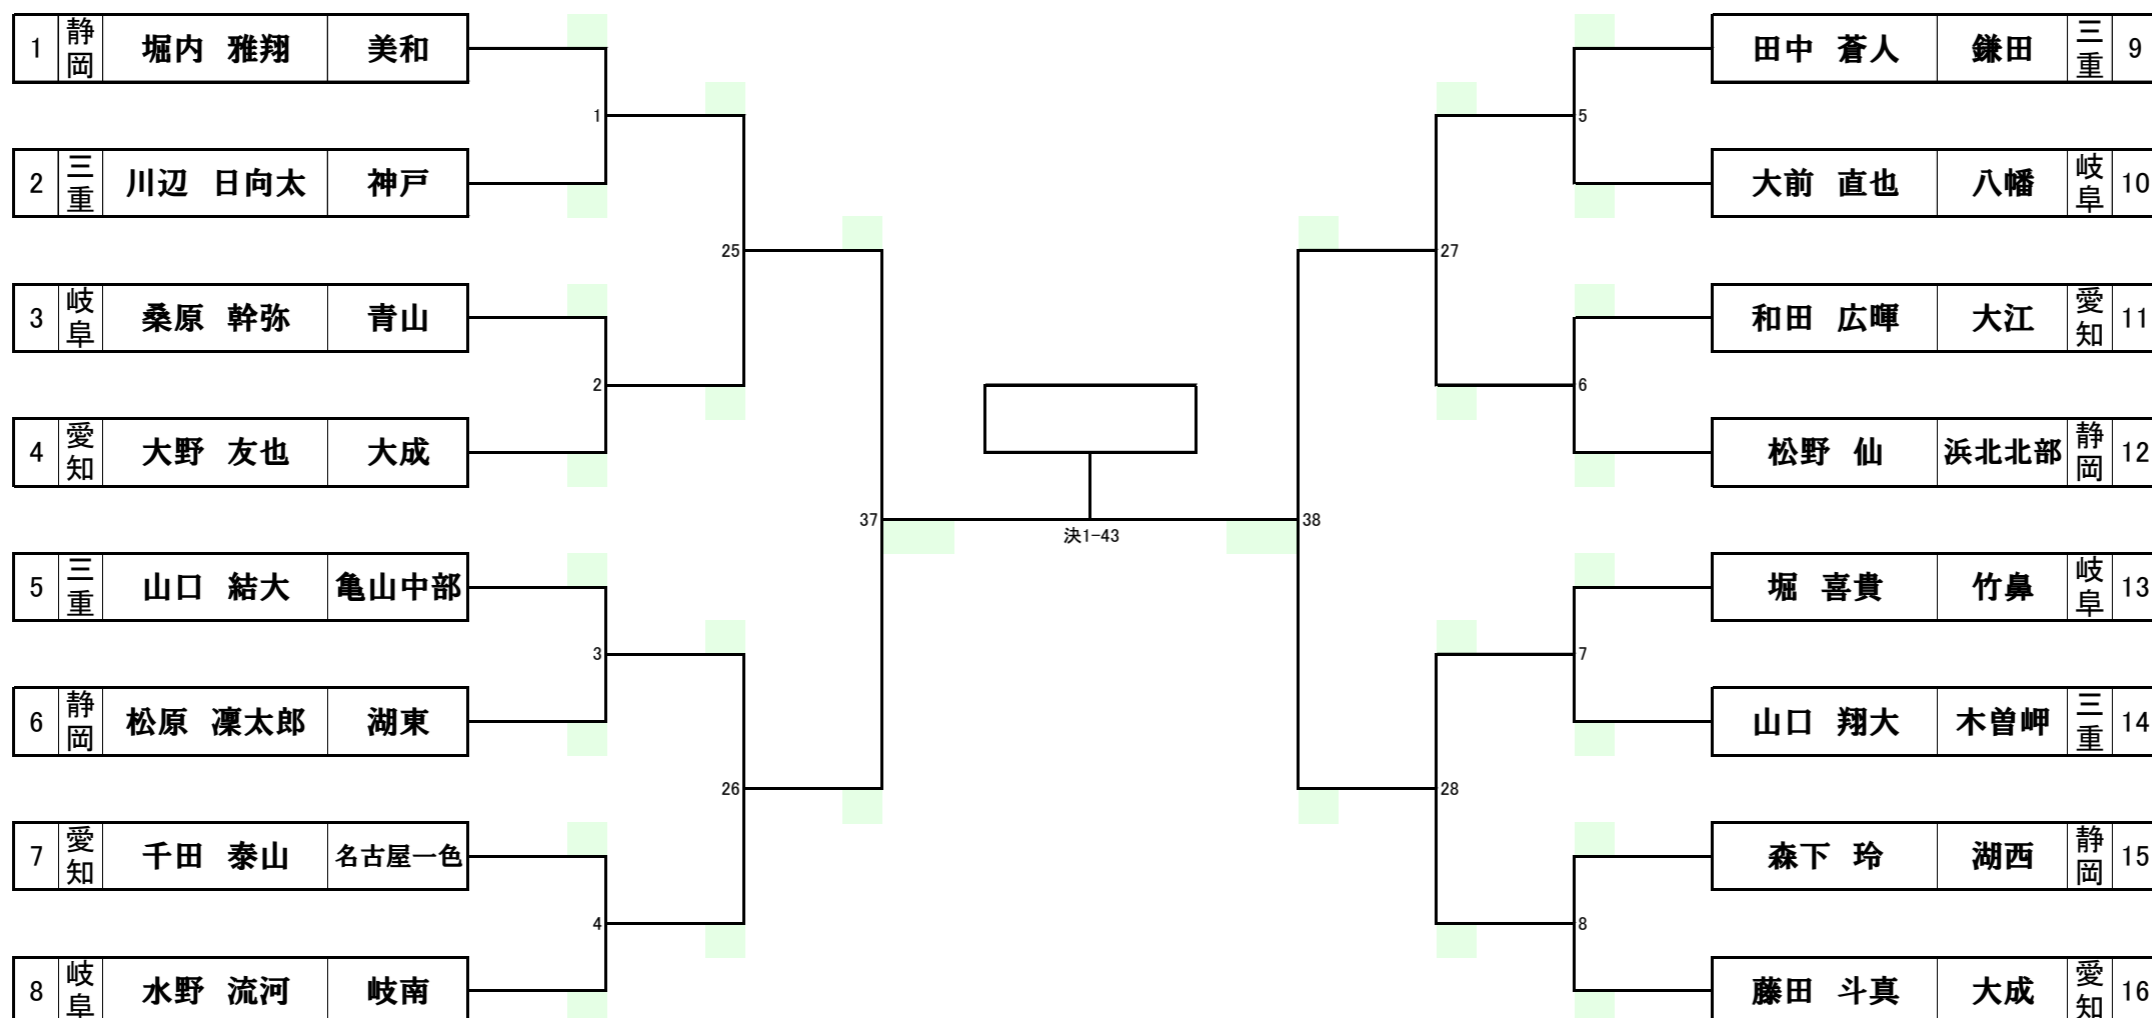 1 静岡 堀内 雅翔 美和
2 三重 川辺 日向太 神戸
3 岐阜 桑原 幹弥 青山
4 愛知 大野 友也 大成
5 三重 山口 結大 亀山中部
6 静岡 松原 凜太郎 湖東
7 愛知 千田 泰山 名古屋一色
8 岐阜 水野 流河 岐南
1
2
3
4
25
26
37
決1-43
38
27
28
5
6
7
8
田中 蒼人 鎌田 三重 9
大前 直也 八幡 岐阜 10
和田 広暉 大江 愛知 11
松野 仙 浜北北部 静岡 12
堀 喜貴 竹鼻 岐阜 13
山口 翔大 木曽岬 三重 14
森下 玲 湖西 静岡 15
藤田 斗真 大成 愛知 16